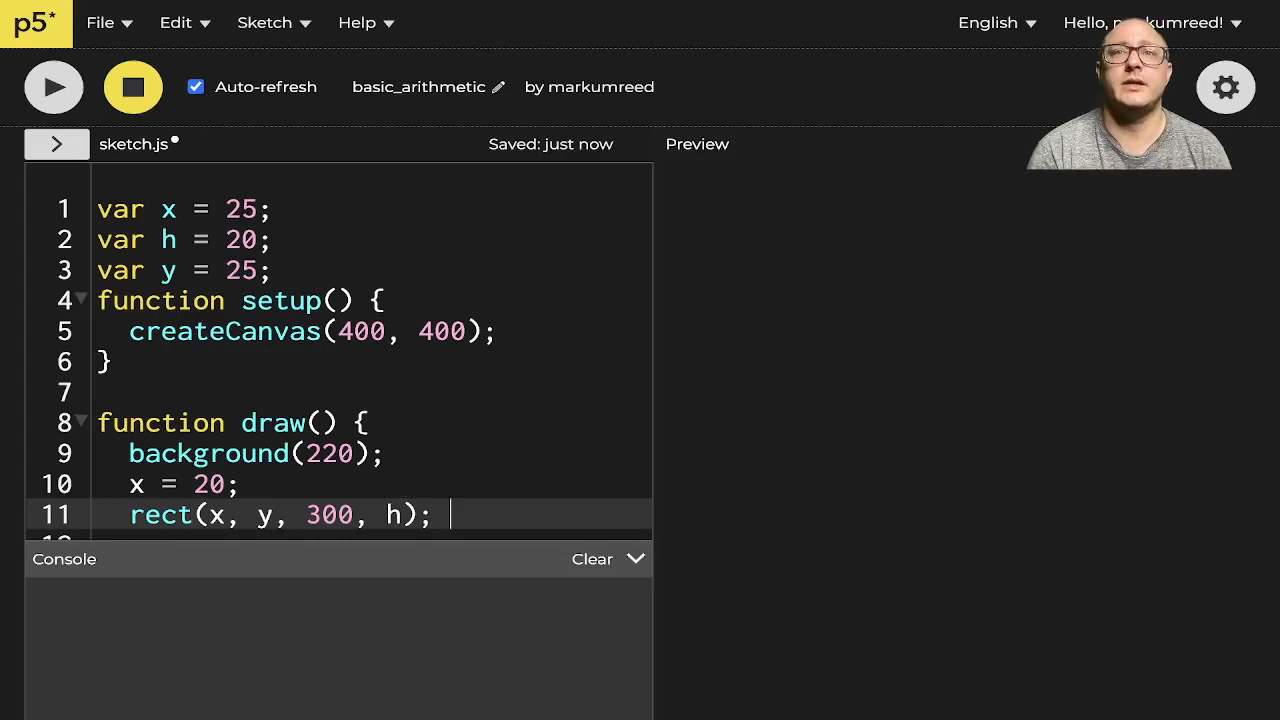 p5* File Edit Sketch Help English Hello, markumreed!
Auto-refresh basic_arithmetic by markumreed
> sketch.js Saved: just now Preview
1 var x = 25;
2 var h = 20;
3 var y = 25;
4 function setup() {
5 createCanvas(400, 400);
6 }
7
8 function draw() {
9 background(220);
10 x = 20;
11 rect(x, y, 300, h);
12
Console Clear